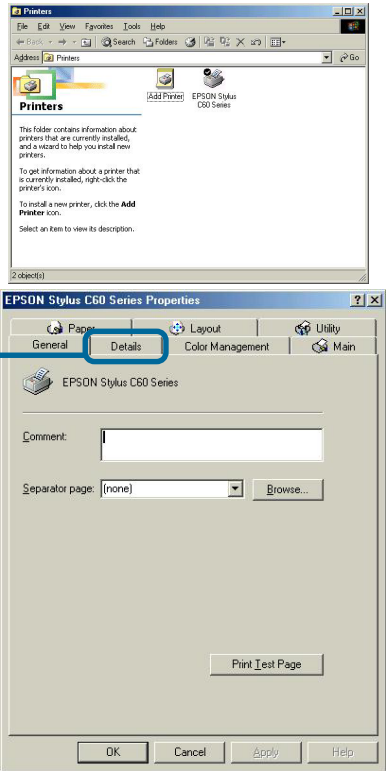 Printers
File Edit View Favorites Tools Help
Back Search Folders
Address Printers Go
Printers
This folder contains information about
printers that are currently installed,
and a wizard to help you install new
printers.
To get information about a printer that
is currently installed, right-click the
printer's icon.
To install a new printer, click the Add
Printer icon.
Select an item to view its description.
Add Printer
EPSON Stylus
C60 Series
2 object(s)
EPSON Stylus C60 Series Properties
Paper Layout Utility
General Details Color Management Main
EPSON Stylus C60 Series
Comment:
Separator page: (none) Browse...
Print Test Page
OK Cancel Apply Help